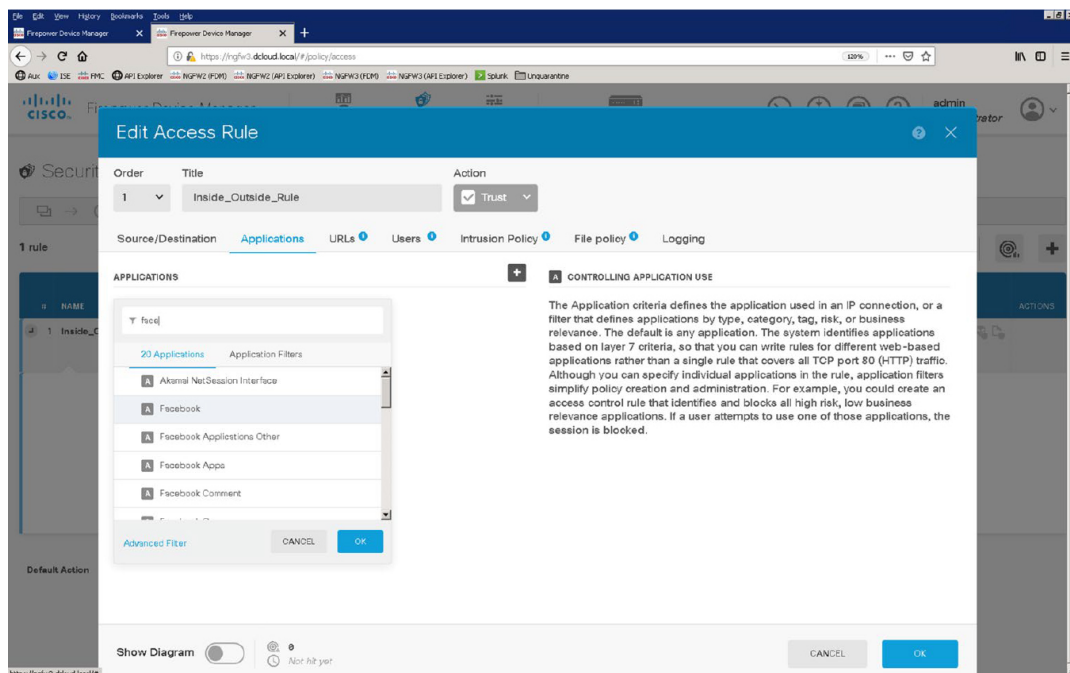 File Edit View History Bookmarks Tools Help
Firepower Device Manager
Firepower Device Manager
https://ngfw3.dcloud.local/#/policy/access
120%
Aux ISE FMC API Explorer NGFW2 (FDM) NGFW2 (API Explorer) NGFW3 (FDM) NGFW3 (API Explorer) Splunk Unquarantine
CISCO.
admin
Edit Access Rule
Securit
Order Title Action
1 Inside_Outside_Rule Trust
Source/Destination Applications URLs Users Intrusion Policy File policy Logging
1 rule
APPLICATIONS
A CONTROLLING APPLICATION USE
# NAME
ACTIONS
1 Inside_O
face
20 Applications Application Filters
A Akamai NetSession Interface
A Facebook
A Facebook Applications Other
A Facebook Apps
A Facebook Comment
Advanced Filter CANCEL OK
The Application criteria defines the application used in an IP connection, or a
filter that defines applications by type, category, tag, risk, or business
relevance. The default is any application. The system identifies applications
based on layer 7 criteria, so that you can write rules for different web-based
applications rather than a single rule that covers all TCP port 80 (HTTP) traffic.
Although you can specify individual applications in the rule, application filters
simplify policy creation and administration. For example, you could create an
access control rule that identifies and blocks all high risk, low business
relevance applications. If a user attempts to use one of those applications, the
session is blocked.
Default Action
Show Diagram
0
Not hit yet
CANCEL OK